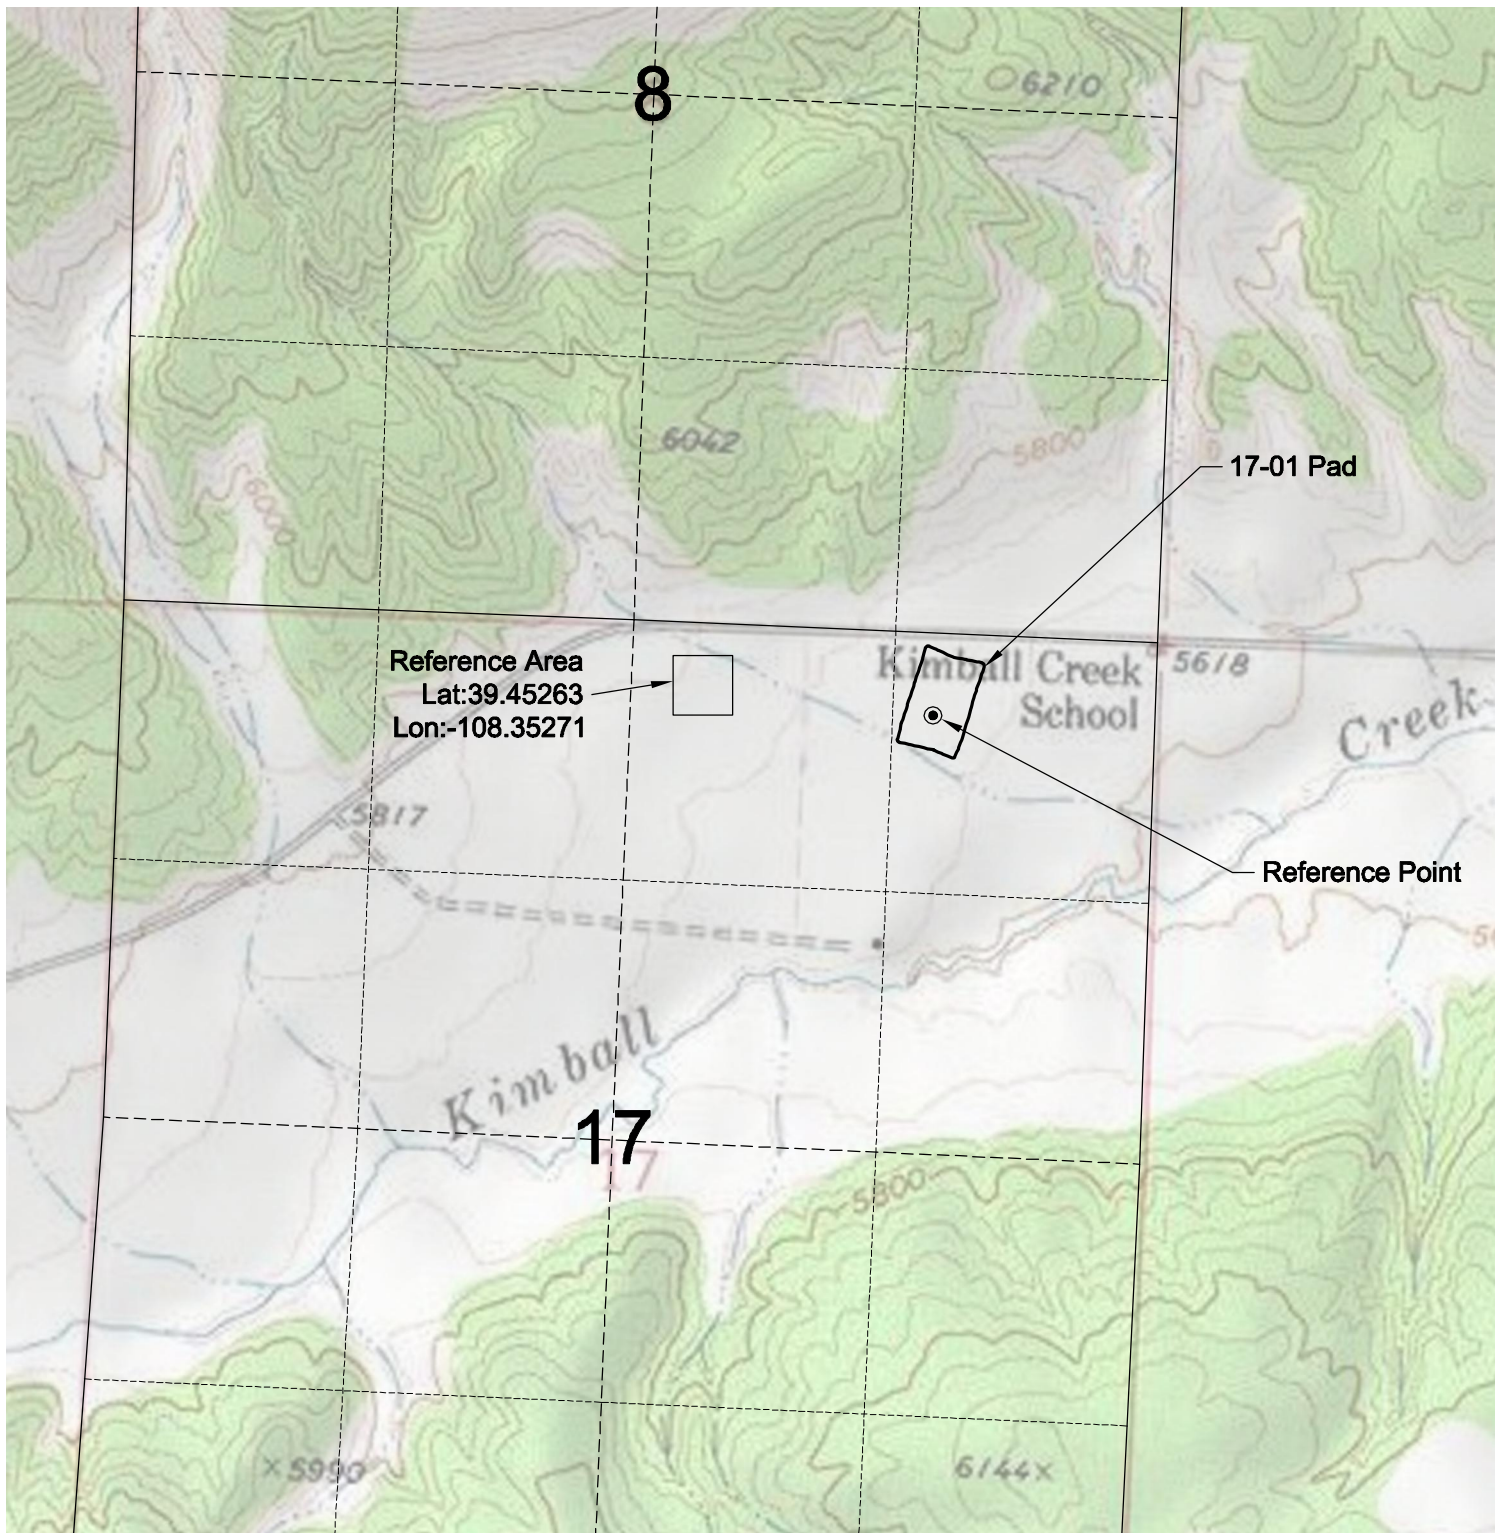 8
6210
6042
5800
6000
17-01 Pad
Reference Area
Lat:39.45263
Lon:-108.35271
Kimball Creek
School
5618
Creek
5817
Reference Point
Kimball
17
17
5800
5990
6144